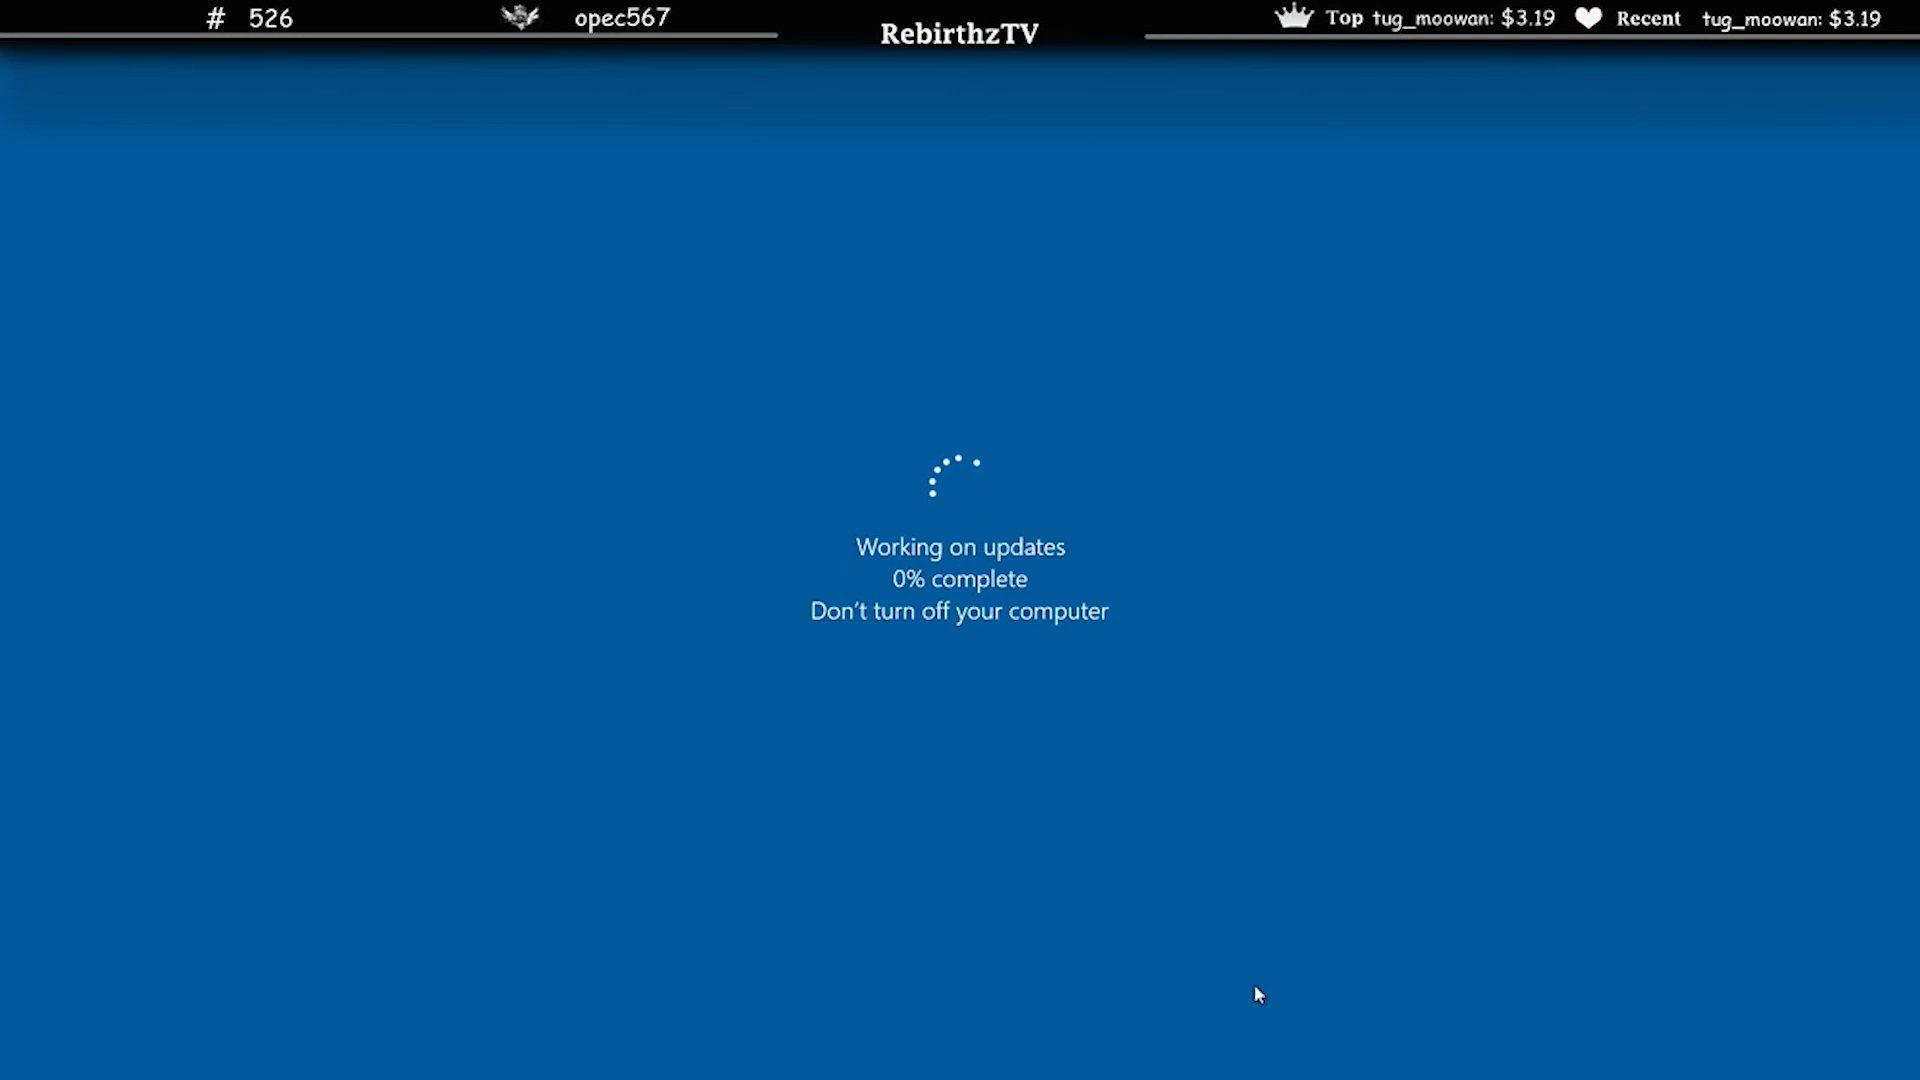 # 526 opec567 RebirthzTV Top tug_moowan: $3.19 Recent tug_moowan: $3.19
Working on updates
0% complete
Don't turn off your computer